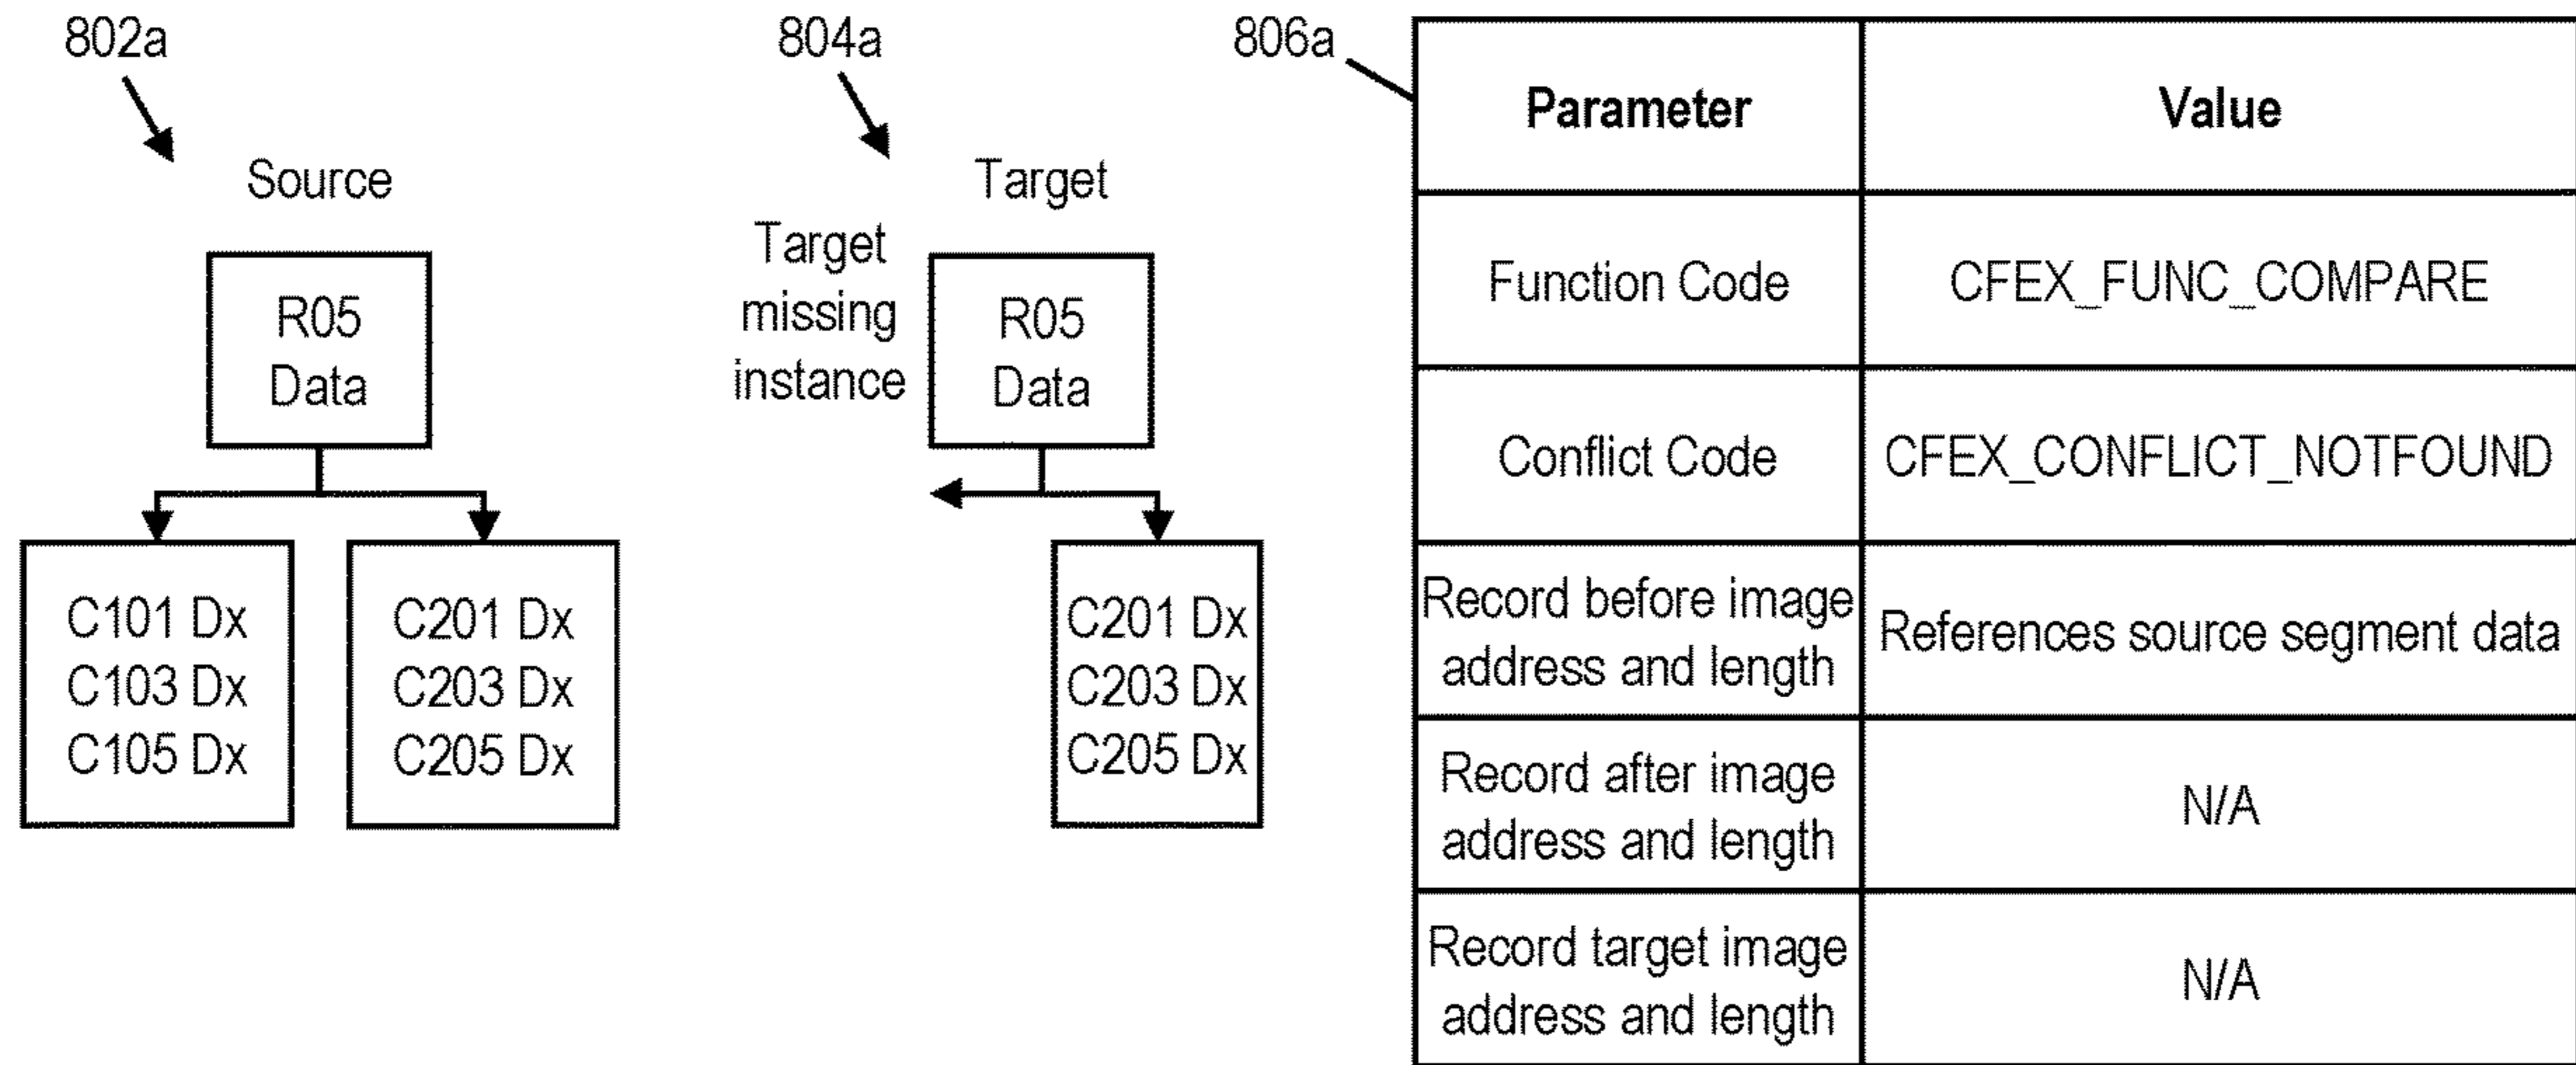 802a
Source
R05
Data
C101 Dx
C103 Dx
C105 Dx
C201 Dx
C203 Dx
C205 Dx
804a
Target
Target
missing
instance
R05
Data
C201 Dx
C203 Dx
C205 Dx
806a
Parameter
Value
Function Code
CFEX_FUNC_COMPARE
Conflict Code
CFEX_CONFLICT_NOTFOUND
Record before image
address and length
References source segment data
Record after image
address and length
N/A
Record target image
address and length
N/A